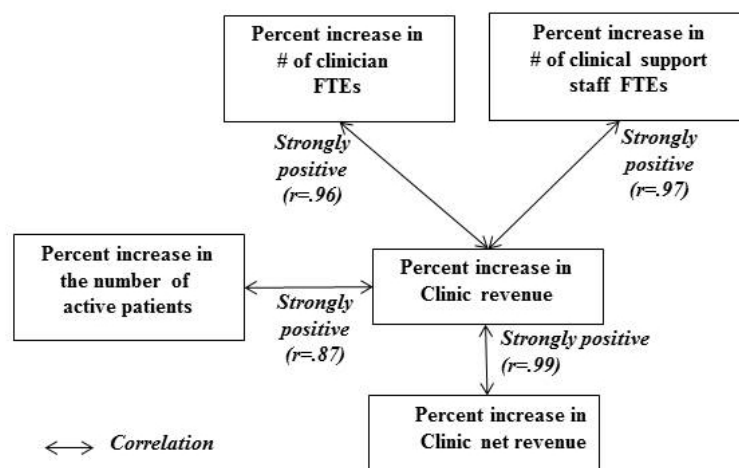 Percent increase in
# of clinician
FTEs
Percent increase in
# of clinical support
staff FTEs
Strongly
positive
(r=.96)
Strongly
positive
(r=.97)
Percent increase in
the number of
active patients
Strongly
positive
(r=.87)
Percent increase in
Clinic revenue
Strongly positive
(r=.99)
Percent increase in
Clinic net revenue
Correlation